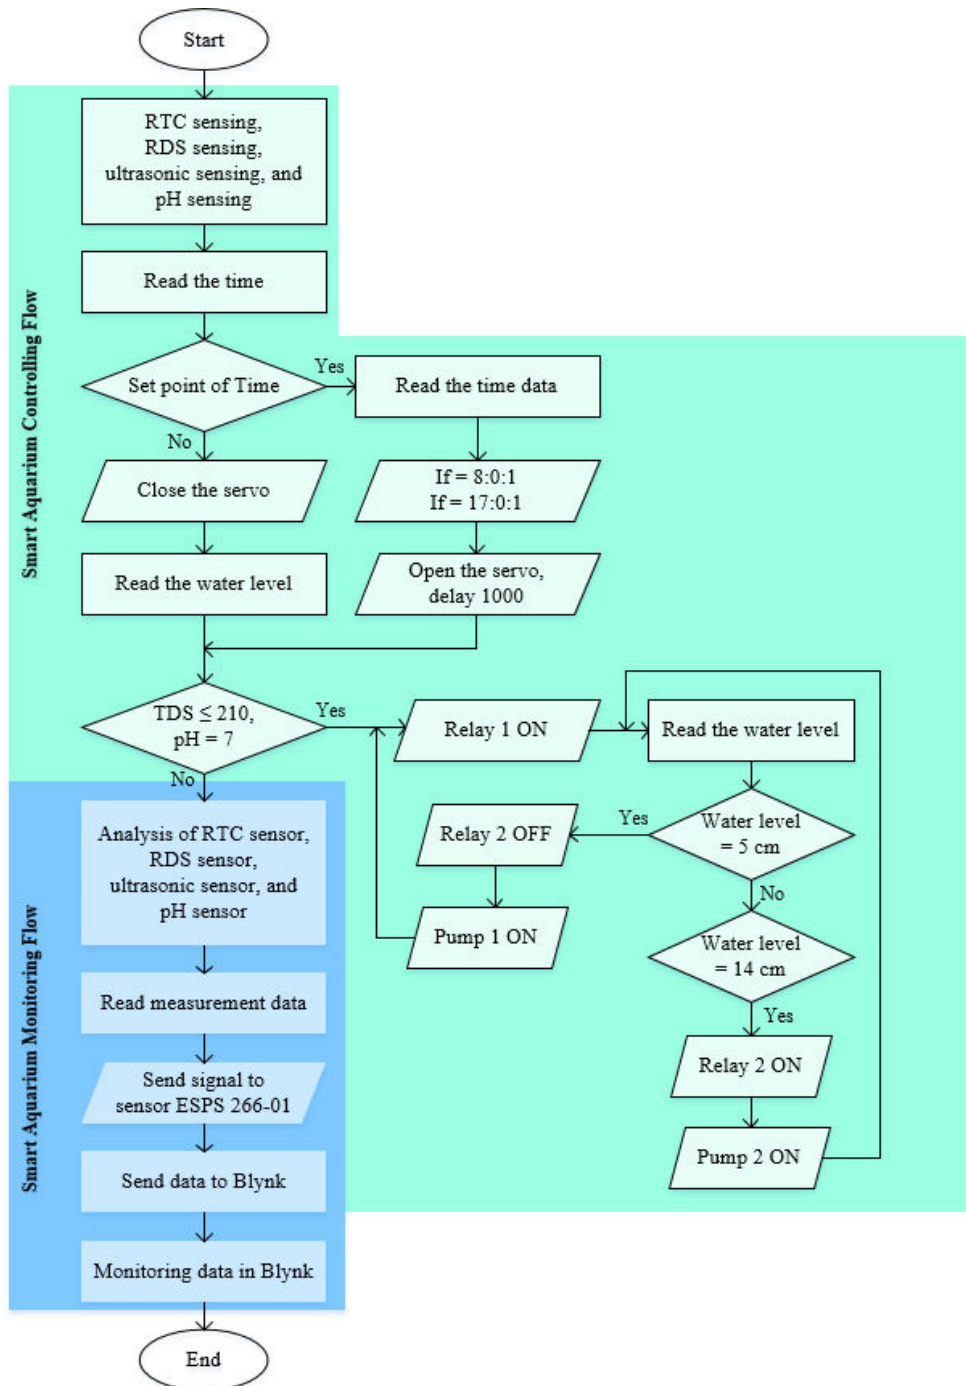 Start
RTC sensing,
RDS sensing,
ultrasonic sensing, and
pH sensing
Read the time
Set point of Time
Yes
No
Read the time data
Close the servo
If = 8:0:1
If = 17:0:1
Read the water level
Open the servo,
delay 1000
Smart Aquarium Controlling Flow
TDS ≤ 210,
pH = 7
Yes
No
Relay 1 ON
Read the water level
Water level
= 5 cm
Yes
No
Relay 2 OFF
Pump 1 ON
Water level
= 14 cm
Yes
Relay 2 ON
Pump 2 ON
Smart Aquarium Monitoring Flow
Analysis of RTC sensor,
RDS sensor,
ultrasonic sensor, and
pH sensor
Read measurement data
Send signal to
sensor ESPS 266-01
Send data to Blynk
Monitoring data in Blynk
End